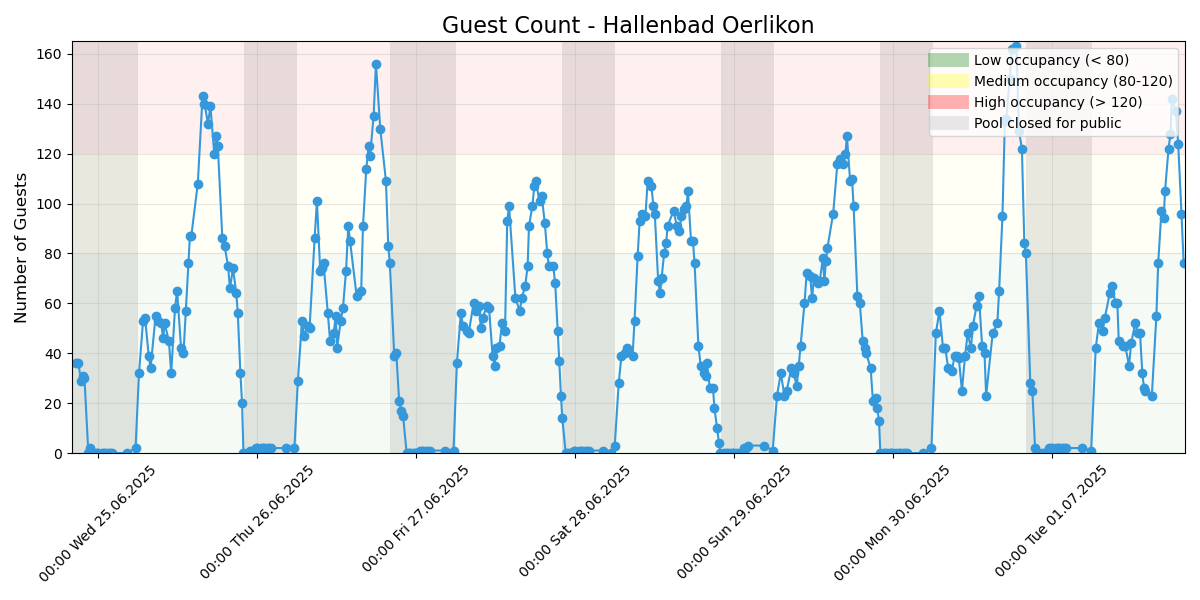 Guest Count - Hallenbad Oerlikon
Number of Guests
160
140
120
100
80
60
40
20
0
Low occupancy (< 80)
Medium occupancy (80-120)
High occupancy (> 120)
Pool closed for public
00:00 Wed 25.06.2025
00:00 Thu 26.06.2025
00:00 Fri 27.06.2025
00:00 Sat 28.06.2025
00:00 Sun 29.06.2025
00:00 Mon 30.06.2025
00:00 Tue 01.07.2025